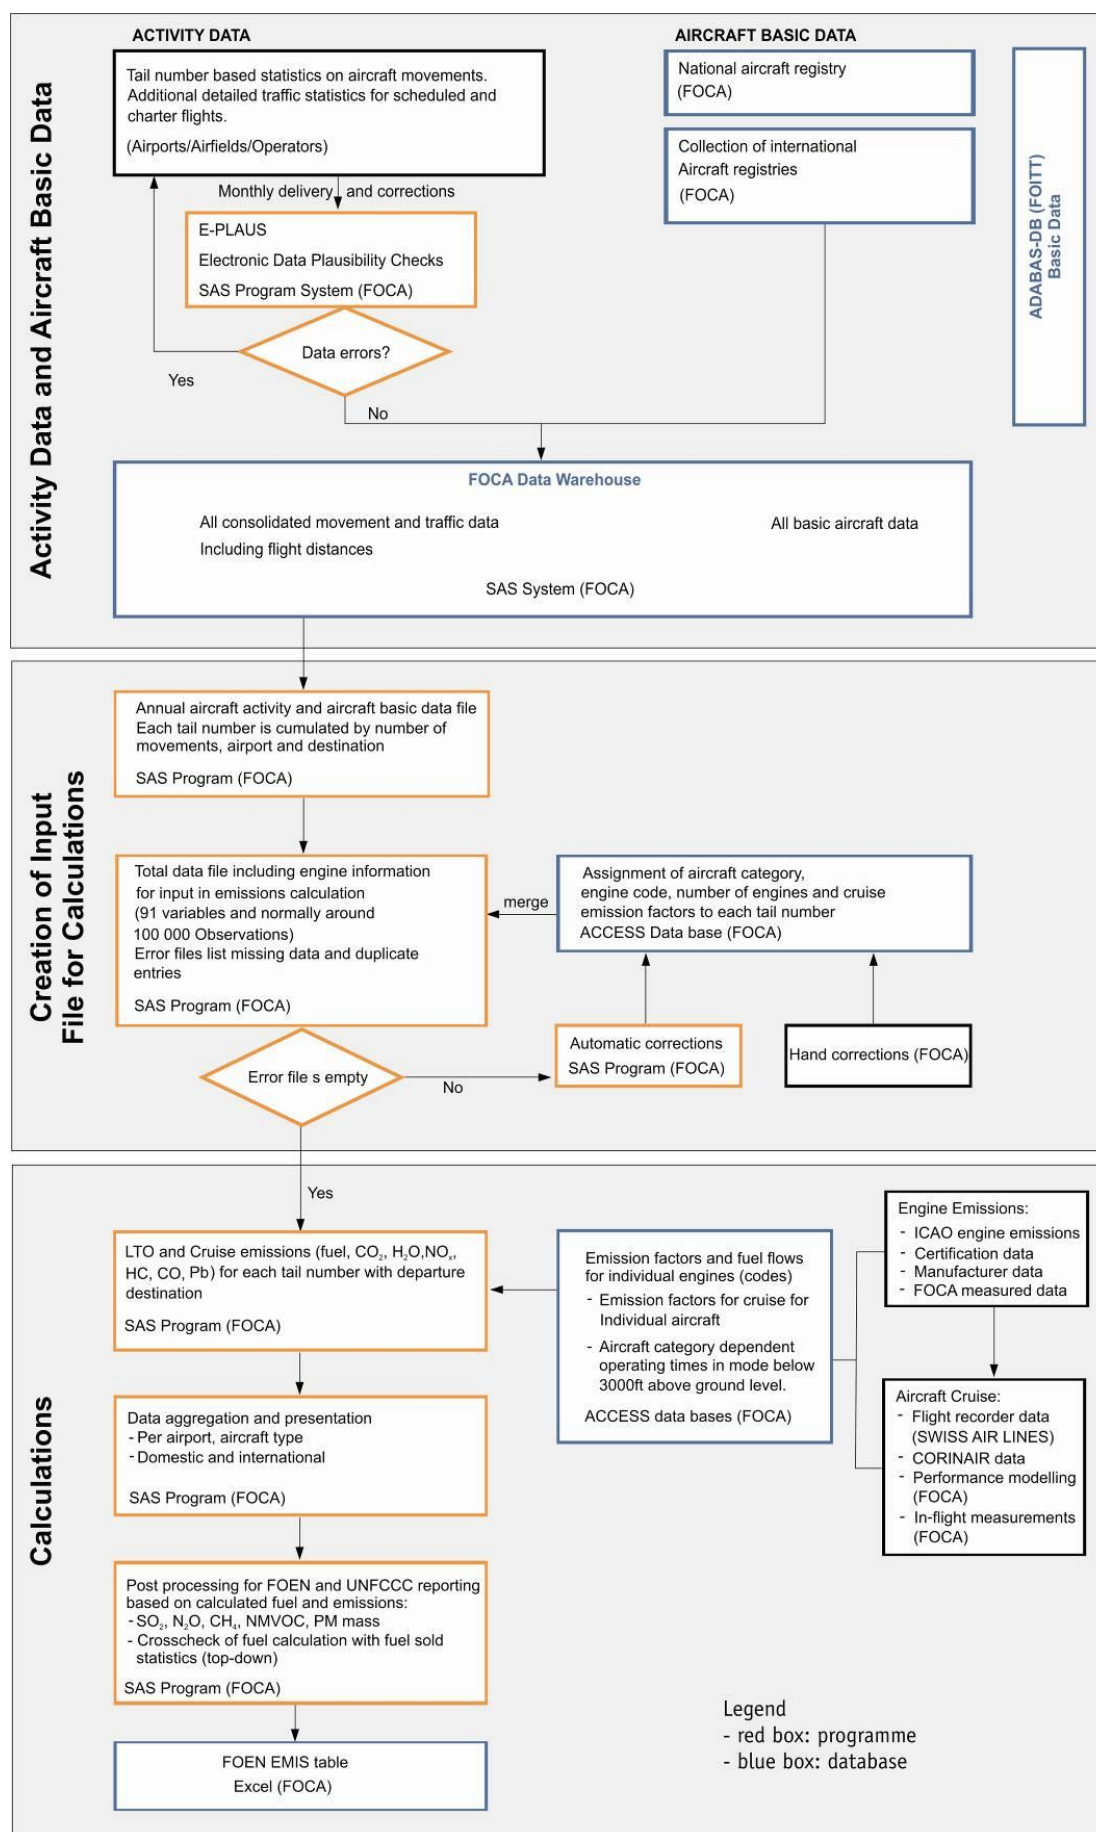 Activity Data and Aircraft Basic Data
ACTIVITY DATA
Tail number based statistics on aircraft movements.
Additional detailed traffic statistics for scheduled and
charter flights.
(Airports/Airfields/Operators)
Monthly delivery and corrections
E-PLAUS
Electronic Data Plausibility Checks
SAS Program System (FOCA)
Data errors?
Yes
No
AIRCRAFT BASIC DATA
National aircraft registry
(FOCA)
Collection of international
Aircraft registries
(FOCA)
ADABAS-DB (FOITT)
Basic Data
FOCA Data Warehouse
All consolidated movement and traffic data
Including flight distances
All basic aircraft data
SAS System (FOCA)
Creation of Input
File for Calculations
Annual aircraft activity and aircraft basic data file
Each tail number is cumulated by number of
movements, airport and destination
SAS Program (FOCA)
Total data file including engine information
for input in emissions calculation
(91 variables and normally around
100 000 Observations)
Error files list missing data and duplicate
entries
SAS Program (FOCA)
merge
Assignment of aircraft category,
engine code, number of engines and cruise
emission factors to each tail number
ACCESS Data base (FOCA)
Error file s empty
No
Automatic corrections
SAS Program (FOCA)
Hand corrections (FOCA)
Yes
Calculations
LTO and Cruise emissions (fuel, CO₂, H₂O,NOₓ,
HC, CO, Pb) for each tail number with departure
destination
SAS Program (FOCA)
Emission factors and fuel flows
for individual engines (codes)
- Emission factors for cruise for
Individual aircraft
- Aircraft category dependent
operating times in mode below
3000ft above ground level.
ACCESS data bases (FOCA)
Engine Emissions:
- ICAO engine emissions
- Certification data
- Manufacturer data
- FOCA measured data
Aircraft Cruise:
- Flight recorder data
(SWISS AIR LINES)
- CORINAIR data
- Performance modelling
(FOCA)
- In-flight measurements
(FOCA)
Data aggregation and presentation
- Per airport, aircraft type
- Domestic and international
SAS Program (FOCA)
Post processing for FOEN and UNFCCC reporting
based on calculated fuel and emissions:
- SO₂, N₂O, CH₄, NMVOC, PM mass
- Crosscheck of fuel calculation with fuel sold
statistics (top-down)
SAS Program (FOCA)
FOEN EMIS table
Excel (FOCA)
Legend
- red box: programme
- blue box: database